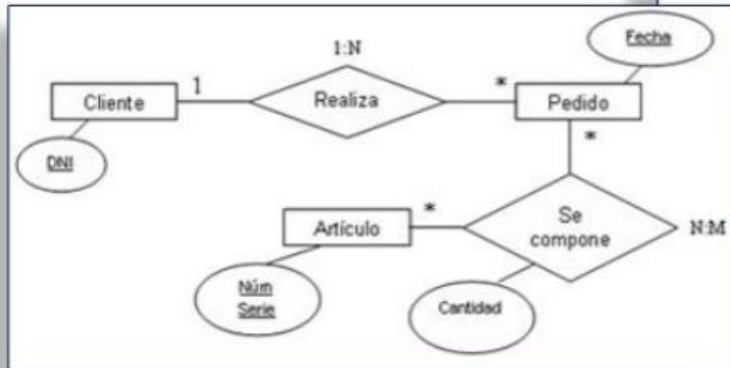 1:N
Fecha
Cliente
1
Realiza
*
Pedido
*
DNI
Artículo
*
Se
compone
N:M
Núm
Serie
Cantidad